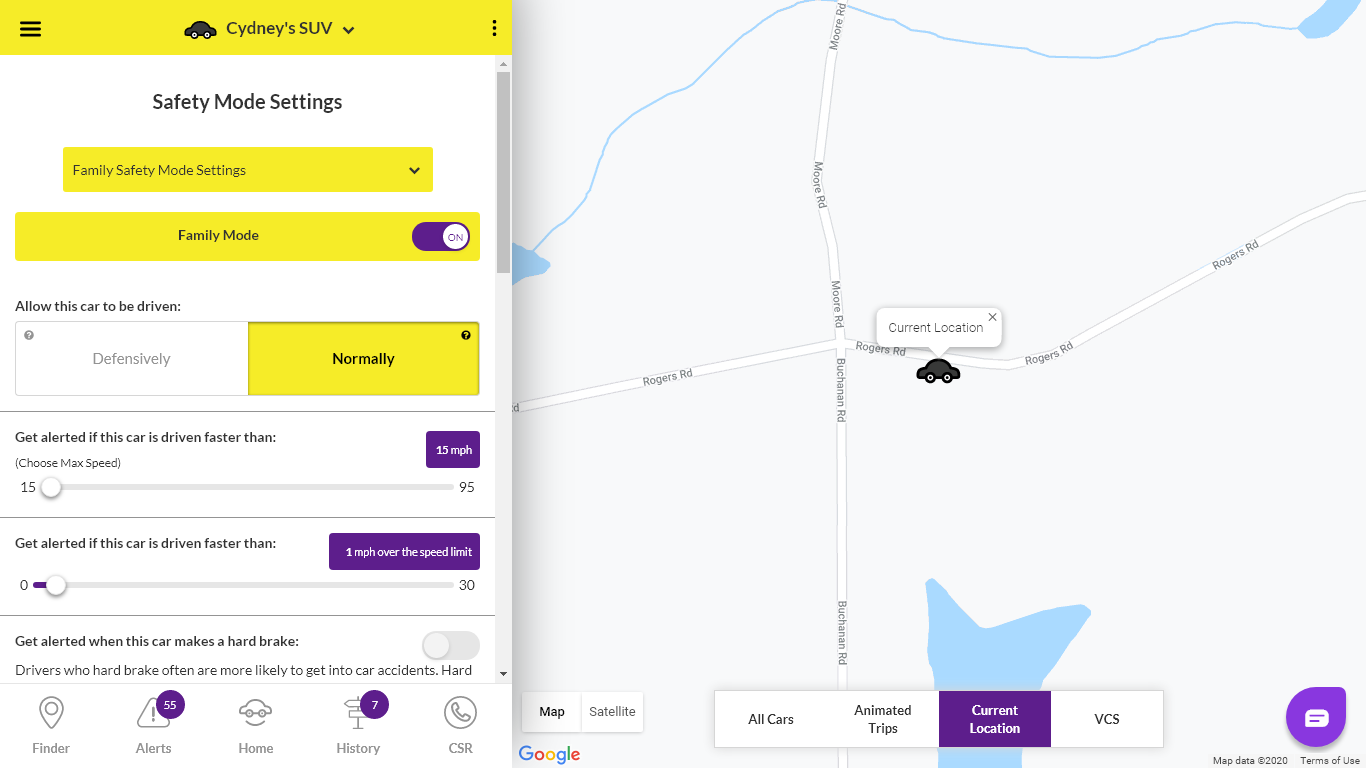 Cydney's SUV
Safety Mode Settings
Family Safety Mode Settings
Family Mode
ON
Allow this car to be driven:
Defensively
Normally
Get alerted if this car is driven faster than:
(Choose Max Speed)
15 mph
15
95
Get alerted if this car is driven faster than:
1 mph over the speed limit
0
30
Get alerted when this car makes a hard brake:
Drivers who hard brake often are more likely to get into car accidents. Hard
Finder
55
Alerts
Home
7
History
CSR
Moore Rd
Moore Rd
Moore Rd
Rogers Rd
Current Location
Rogers Rd
Rogers Rd
Rogers Rd
Buchanan Rd
Buchanan Rd
Map
Satellite
Google
All Cars
Animated
Trips
Current
Location
VCS
Map data ©2020
Terms of Use